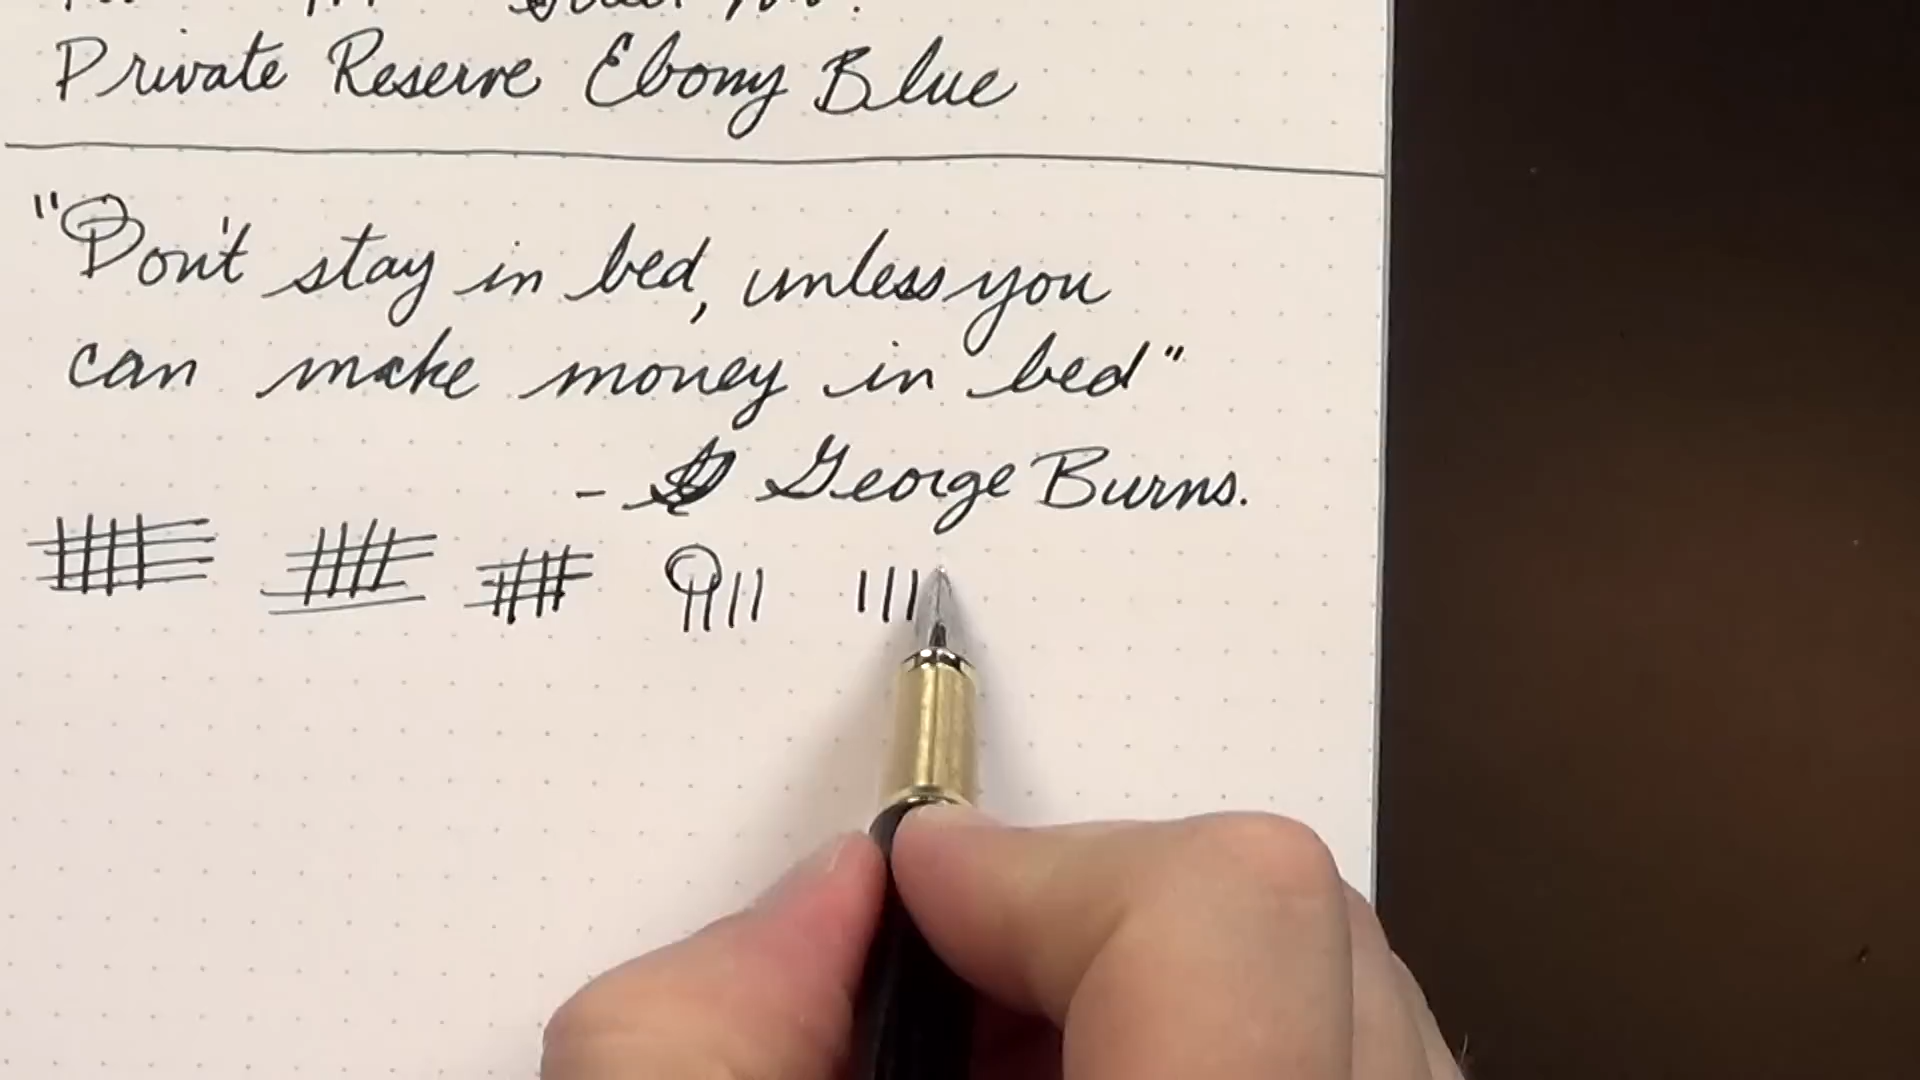 Private Reserve Ebony Blue
"Don't stay in bed, unless you
can make money in bed"
- George Burns.